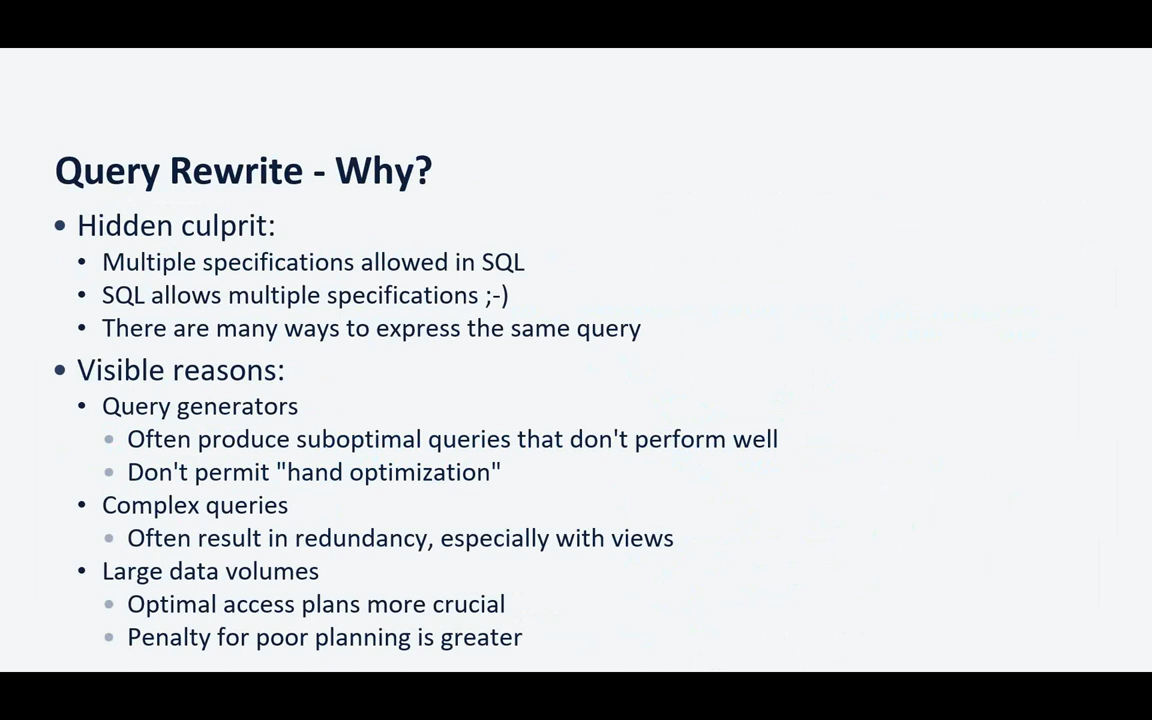 Query Rewrite - Why?
• Hidden culprit:
• Multiple specifications allowed in SQL
• SQL allows multiple specifications ;-)
• There are many ways to express the same query
• Visible reasons:
• Query generators
• Often produce suboptimal queries that don't perform well
• Don't permit "hand optimization"
• Complex queries
• Often result in redundancy, especially with views
• Large data volumes
• Optimal access plans more crucial
• Penalty for poor planning is greater